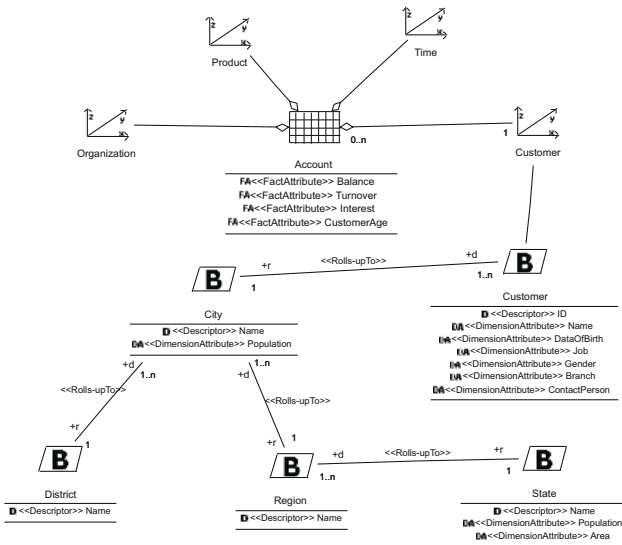 z y x
Product
z y x
Time
z y x
Organization
z y x
Customer
0..n
1
Account
FA <<FactAttribute>> Balance
FA <<FactAttribute>> Turnover
FA <<FactAttribute>> Interest
FA <<FactAttribute>> CustomerAge
B
+r
<<Rolls-upTo>>
+d
B
1
1..n
City
D <<Descriptor>> Name
DA <<DimensionAttribute>> Population
Customer
D <<Descriptor>> ID
DA <<DimensionAttribute>> Name
DA <<DimensionAttribute>> DataOfBirth
DA <<DimensionAttribute>> Job
DA <<DimensionAttribute>> Gender
DA <<DimensionAttribute>> Branch
DA <<DimensionAttribute>> ContactPerson
+d
1..n
+d
1..n
<<Rolls-upTo>>
<<Rolls-upTo>>
+r
1
+r
1
B
B
+d
<<Rolls-upTo>>
+r
B
1..n
1
District
D <<Descriptor>> Name
Region
D <<Descriptor>> Name
State
D <<Descriptor>> Name
DA <<DimensionAttribute>> Population
DA <<DimensionAttribute>> Area